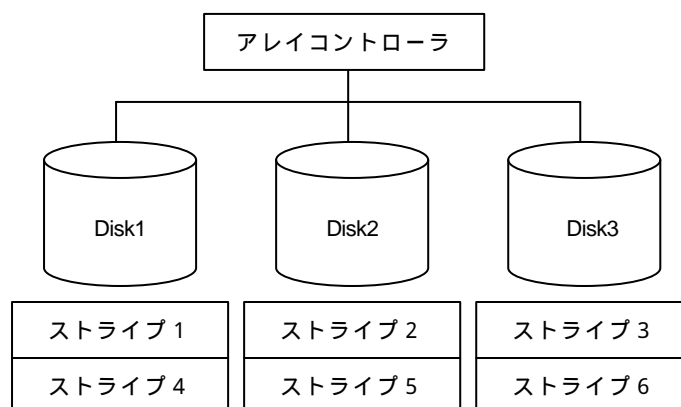 アレイコントローラ
Disk1
Disk2
Disk3
ストライプ 1
ストライプ 2
ストライプ 3
ストライプ 4
ストライプ 5
ストライプ 6